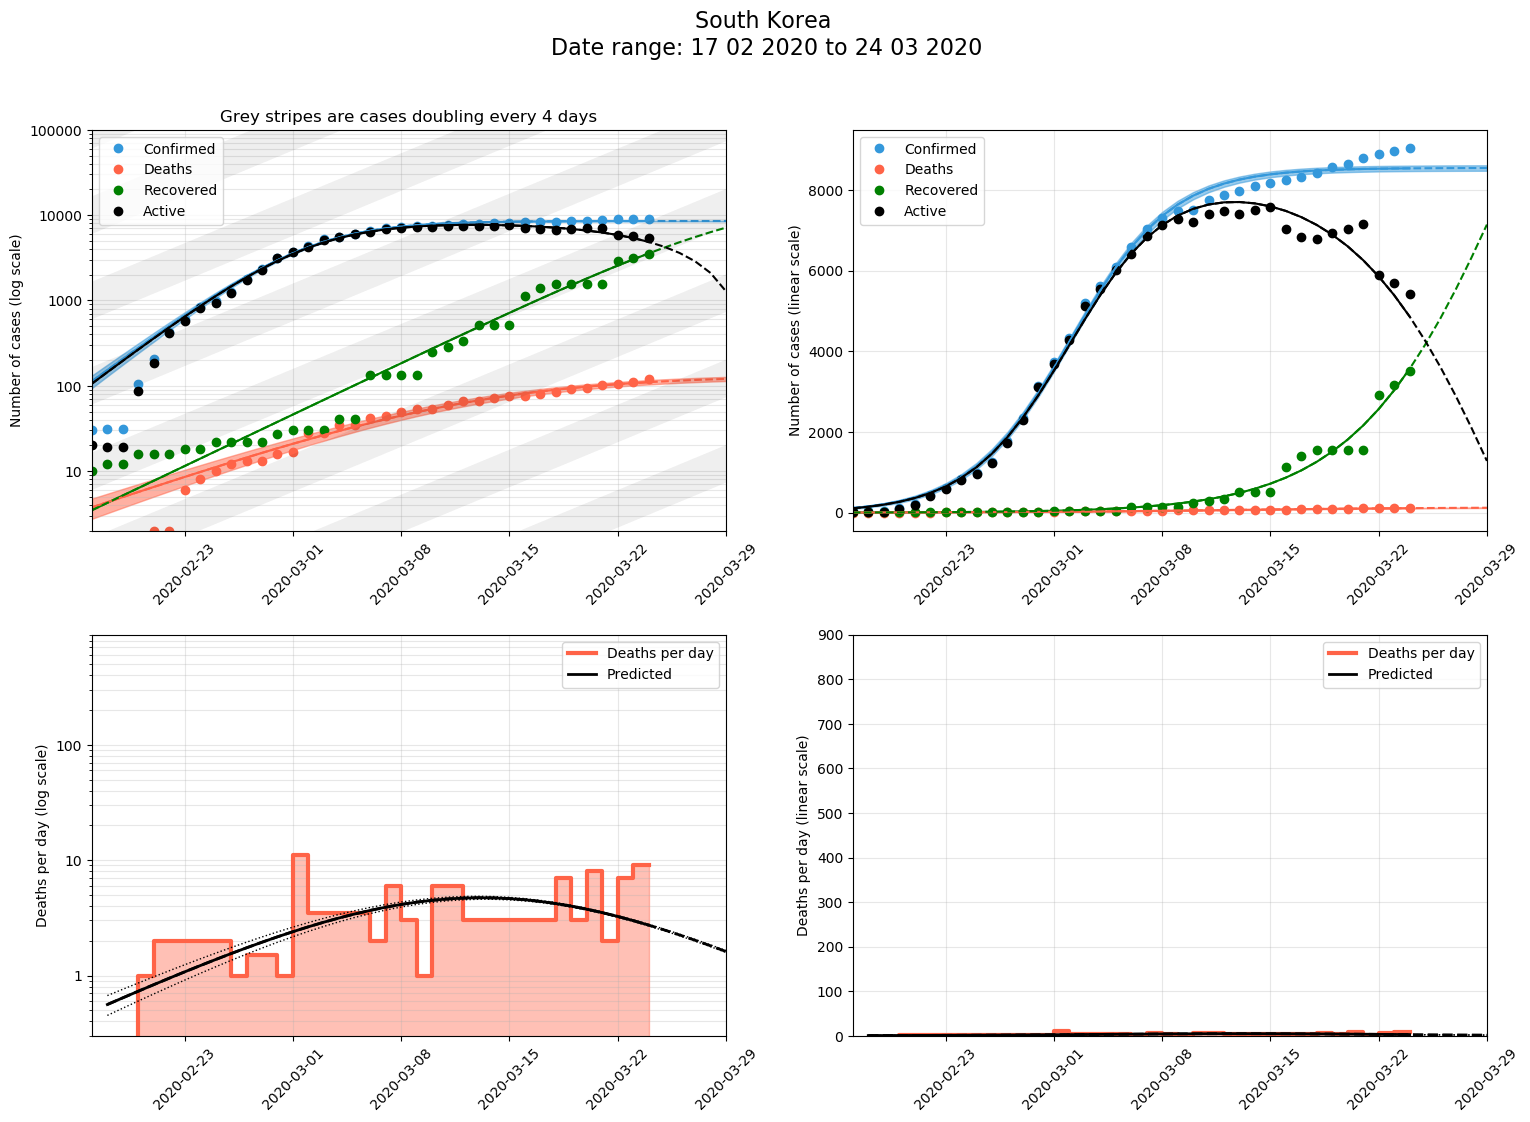 South Korea
Date range: 17 02 2020 to 24 03 2020
Grey stripes are cases doubling every 4 days
Number of cases (log scale)
100000
10000
1000
100
10
Confirmed
Deaths
Recovered
Active
2020-02-23
2020-03-01
2020-03-08
2020-03-15
2020-03-22
2020-03-29
Number of cases (linear scale)
8000
6000
4000
2000
0
Confirmed
Deaths
Recovered
Active
2020-02-23
2020-03-01
2020-03-08
2020-03-15
2020-03-22
2020-03-29
Deaths per day (log scale)
100
10
1
Deaths per day
Predicted
2020-02-23
2020-03-01
2020-03-08
2020-03-15
2020-03-22
2020-03-29
Deaths per day (linear scale)
900
800
700
600
500
400
300
200
100
0
Deaths per day
Predicted
2020-02-23
2020-03-01
2020-03-08
2020-03-15
2020-03-22
2020-03-29